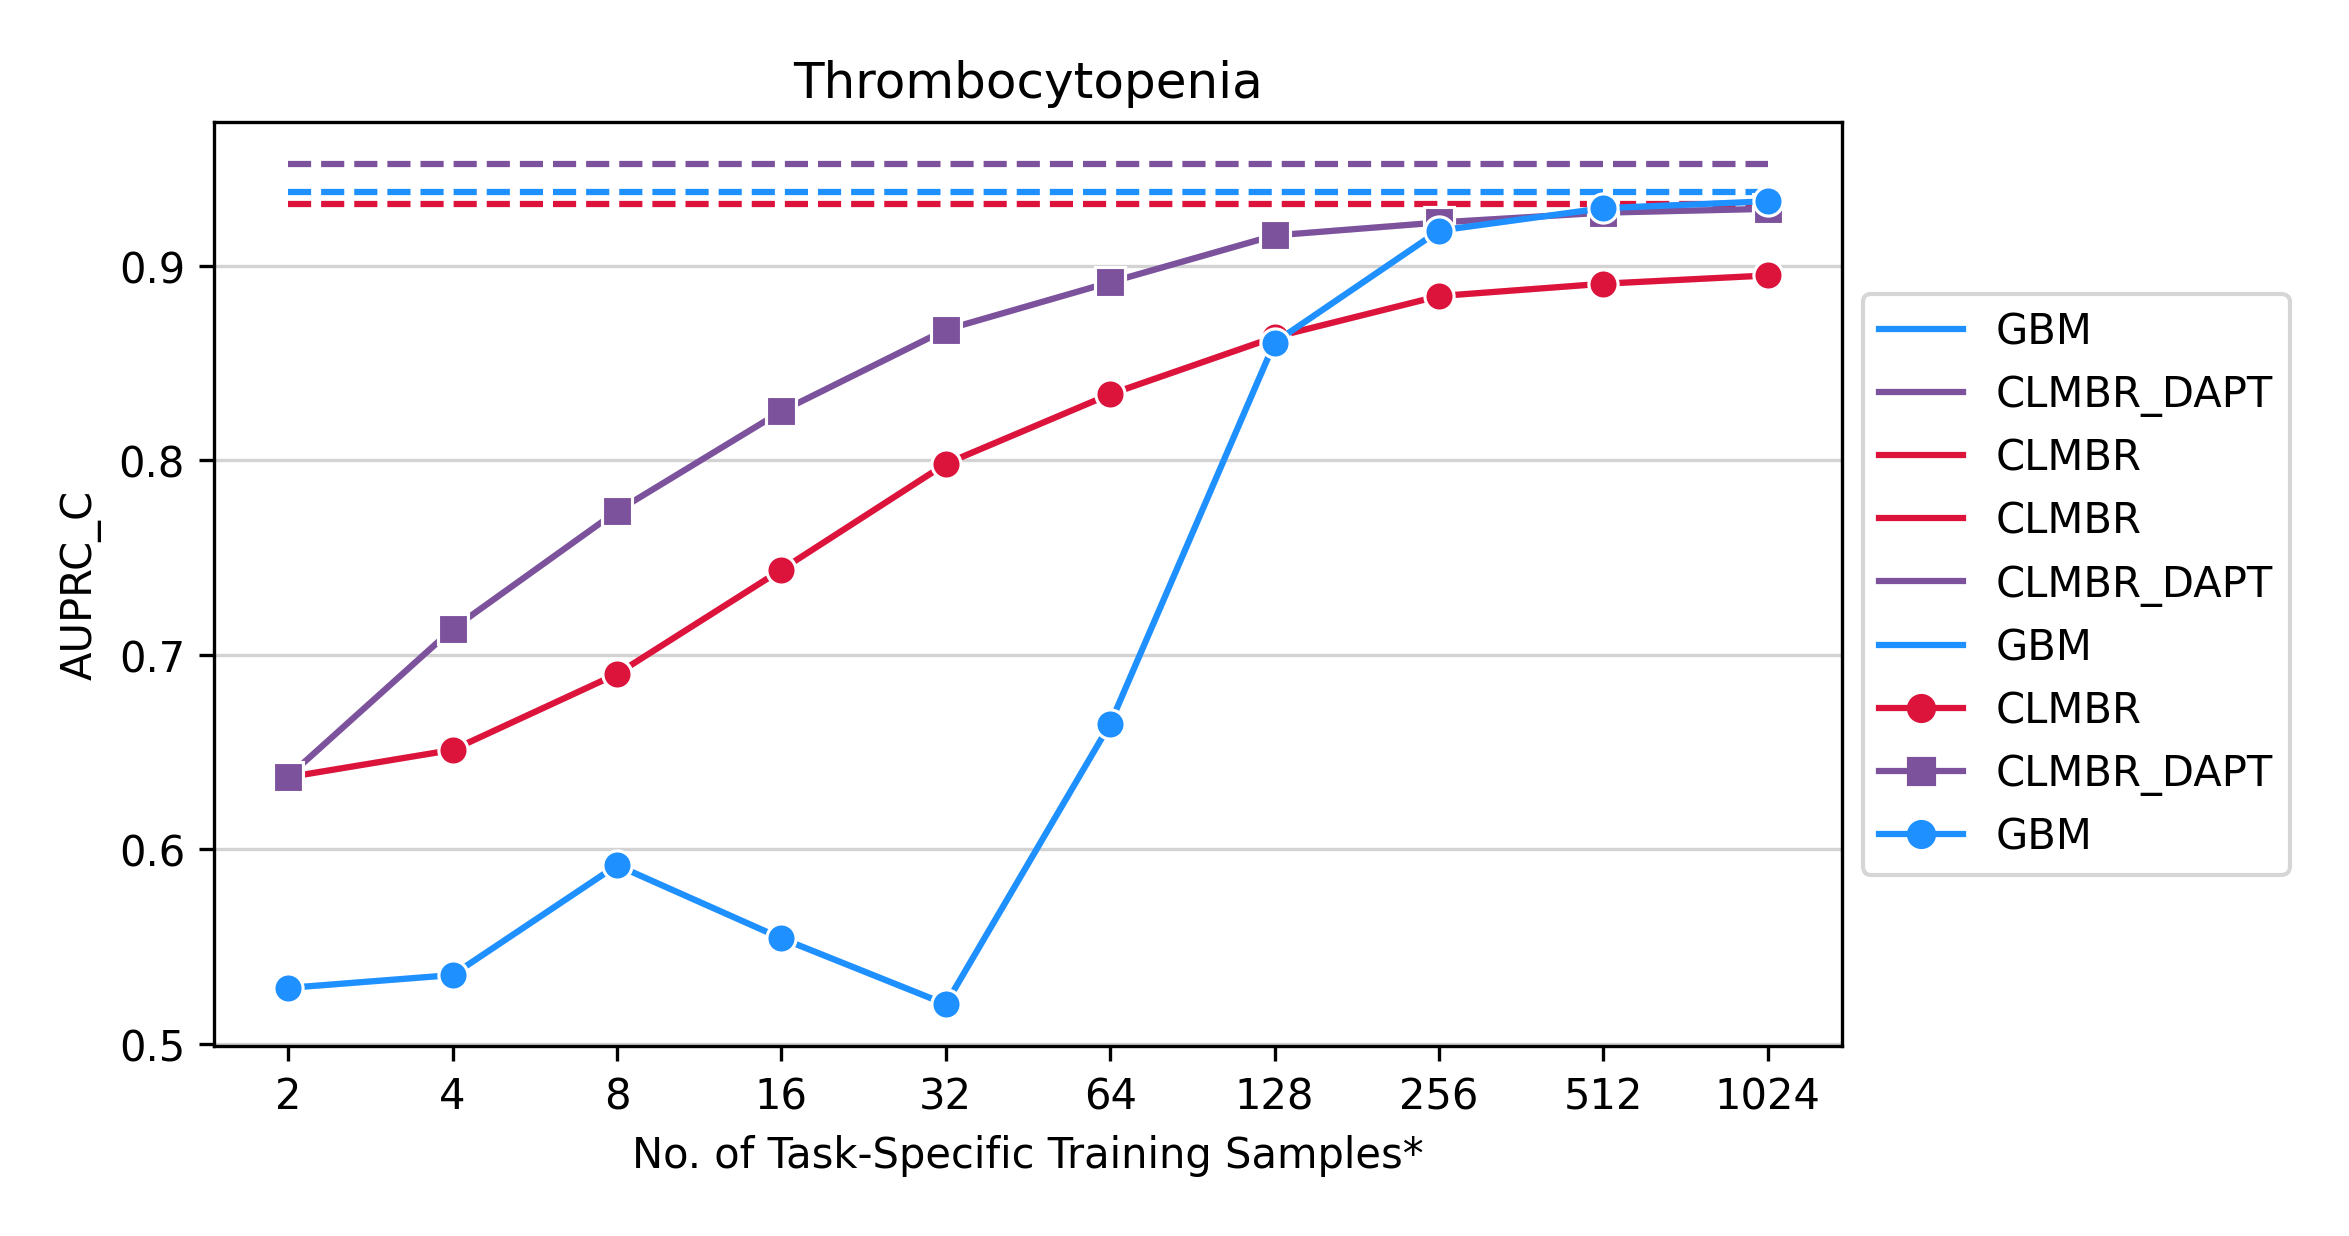 Thrombocytopenia
AUPRC_C
0.9
0.8
0.7
0.6
0.5
2 4 8 16 32 64 128 256 512 1024
No. of Task-Specific Training Samples*
GBM
CLMBR_DAPT
CLMBR
CLMBR
CLMBR_DAPT
GBM
CLMBR
CLMBR_DAPT
GBM